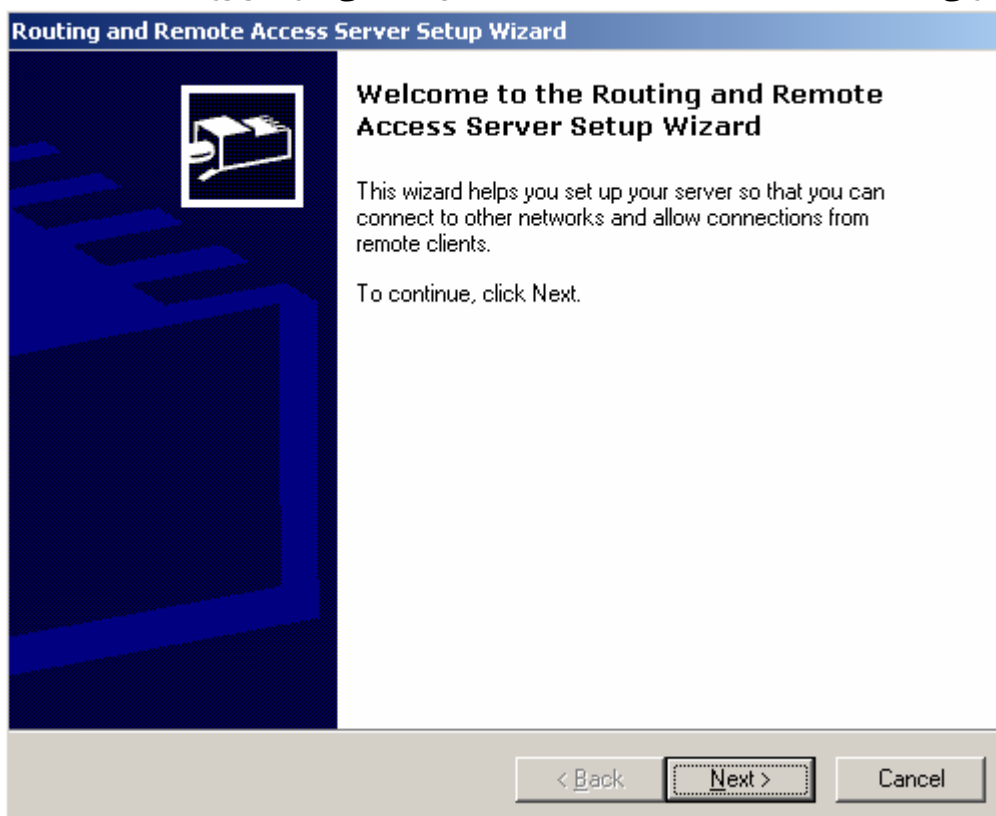 Routing and Remote Access Server Setup Wizard
Welcome to the Routing and Remote
Access Server Setup Wizard
This wizard helps you set up your server so that you can
connect to other networks and allow connections from
remote clients.
To continue, click Next.
< Back
Next >
Cancel